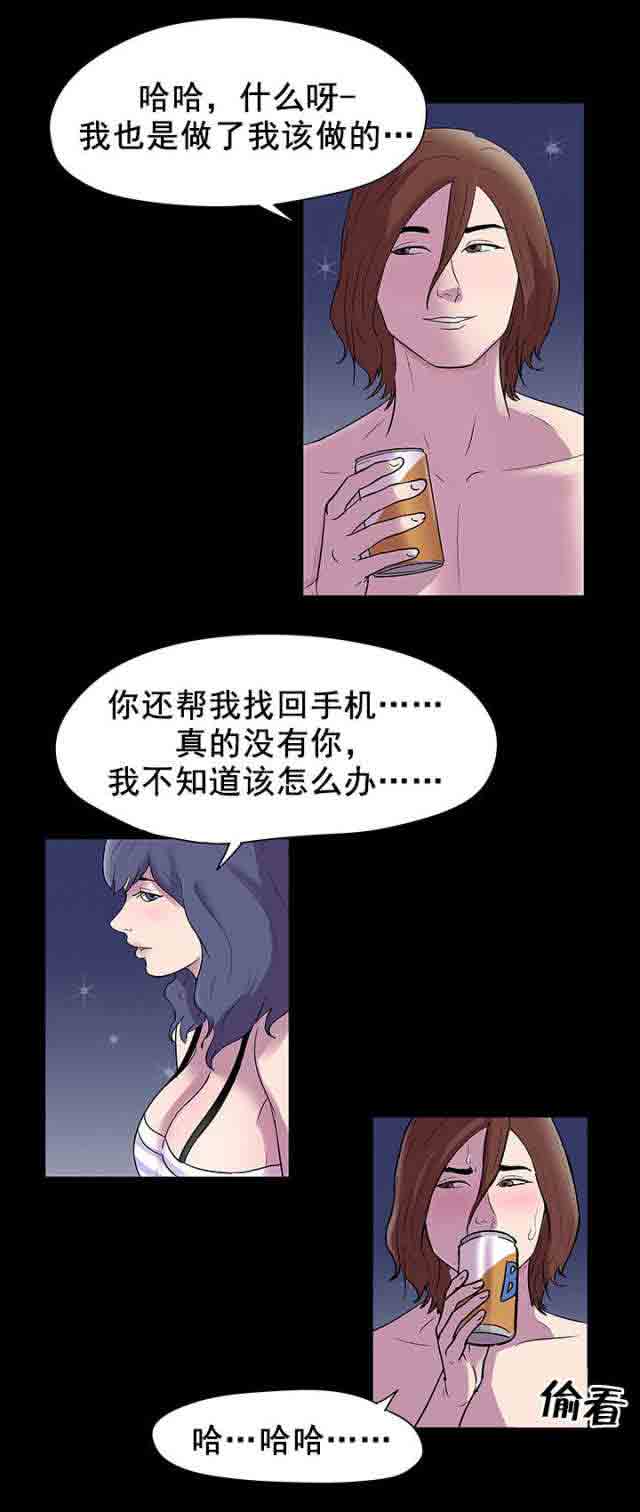 哈哈，什么呀-
我也是做了我该做的…
你还帮我找回手机……
真的没有你，
我不知道该怎么办……
B
偷看
哈…哈哈……